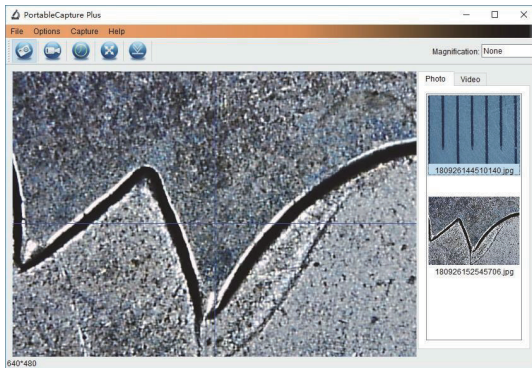 PortableCapture Plus
File Options Capture Help
Magnification: None
Photo Video
180926144510140.jpg
180926152545706.jpg
640*480